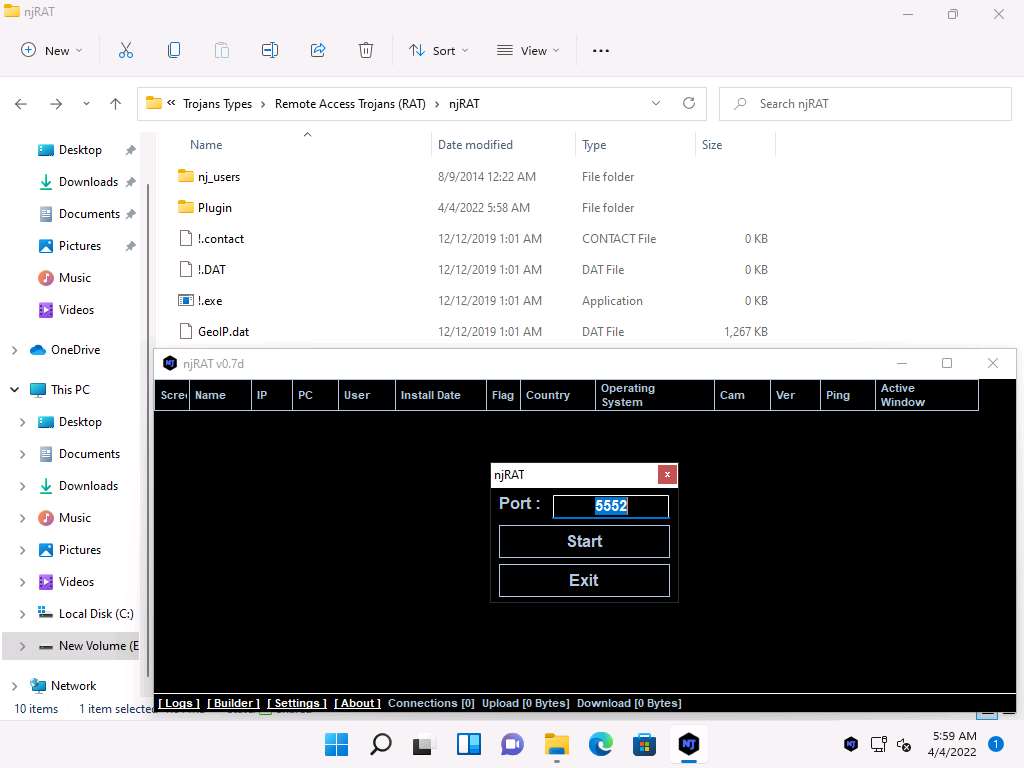 njRAT
New
Sort
View
« Trojans Types › Remote Access Trojans (RAT) › njRAT
Search njRAT
Name
Date modified
Type
Size
Desktop
Downloads
Documents
Pictures
Music
Videos
OneDrive
This PC
Desktop
Documents
Downloads
Music
Pictures
Videos
Local Disk (C:)
New Volume (E
Network
nj_users 8/9/2014 12:22 AM File folder
Plugin 4/4/2022 5:58 AM File folder
!.contact 12/12/2019 1:01 AM CONTACT File 0 KB
!.DAT 12/12/2019 1:01 AM DAT File 0 KB
!.exe 12/12/2019 1:01 AM Application 0 KB
GeoIP.dat 12/12/2019 1:01 AM DAT File 1,267 KB
10 items 1 item selected
njRAT v0.7d
Scree Name IP PC User Install Date Flag Country Operating System Cam Ver Ping Active Window
njRAT
x
Port : 5552
Start
Exit
[ Logs ] [ Builder ] [ Settings ] [ About ] Connections [0] Upload [0 Bytes] Download [0 Bytes]
NJ
5:59 AM
4/4/2022
1